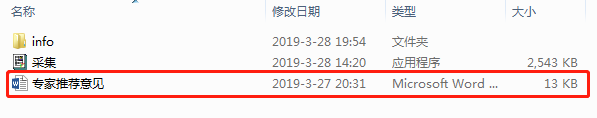 名称 修改日期 类型 大小
info 2019-3-28 19:54 文件夹
采集 2019-3-28 14:20 应用程序 2,543 KB
专家推荐意见 2019-3-27 20:31 Microsoft Word ... 13 KB